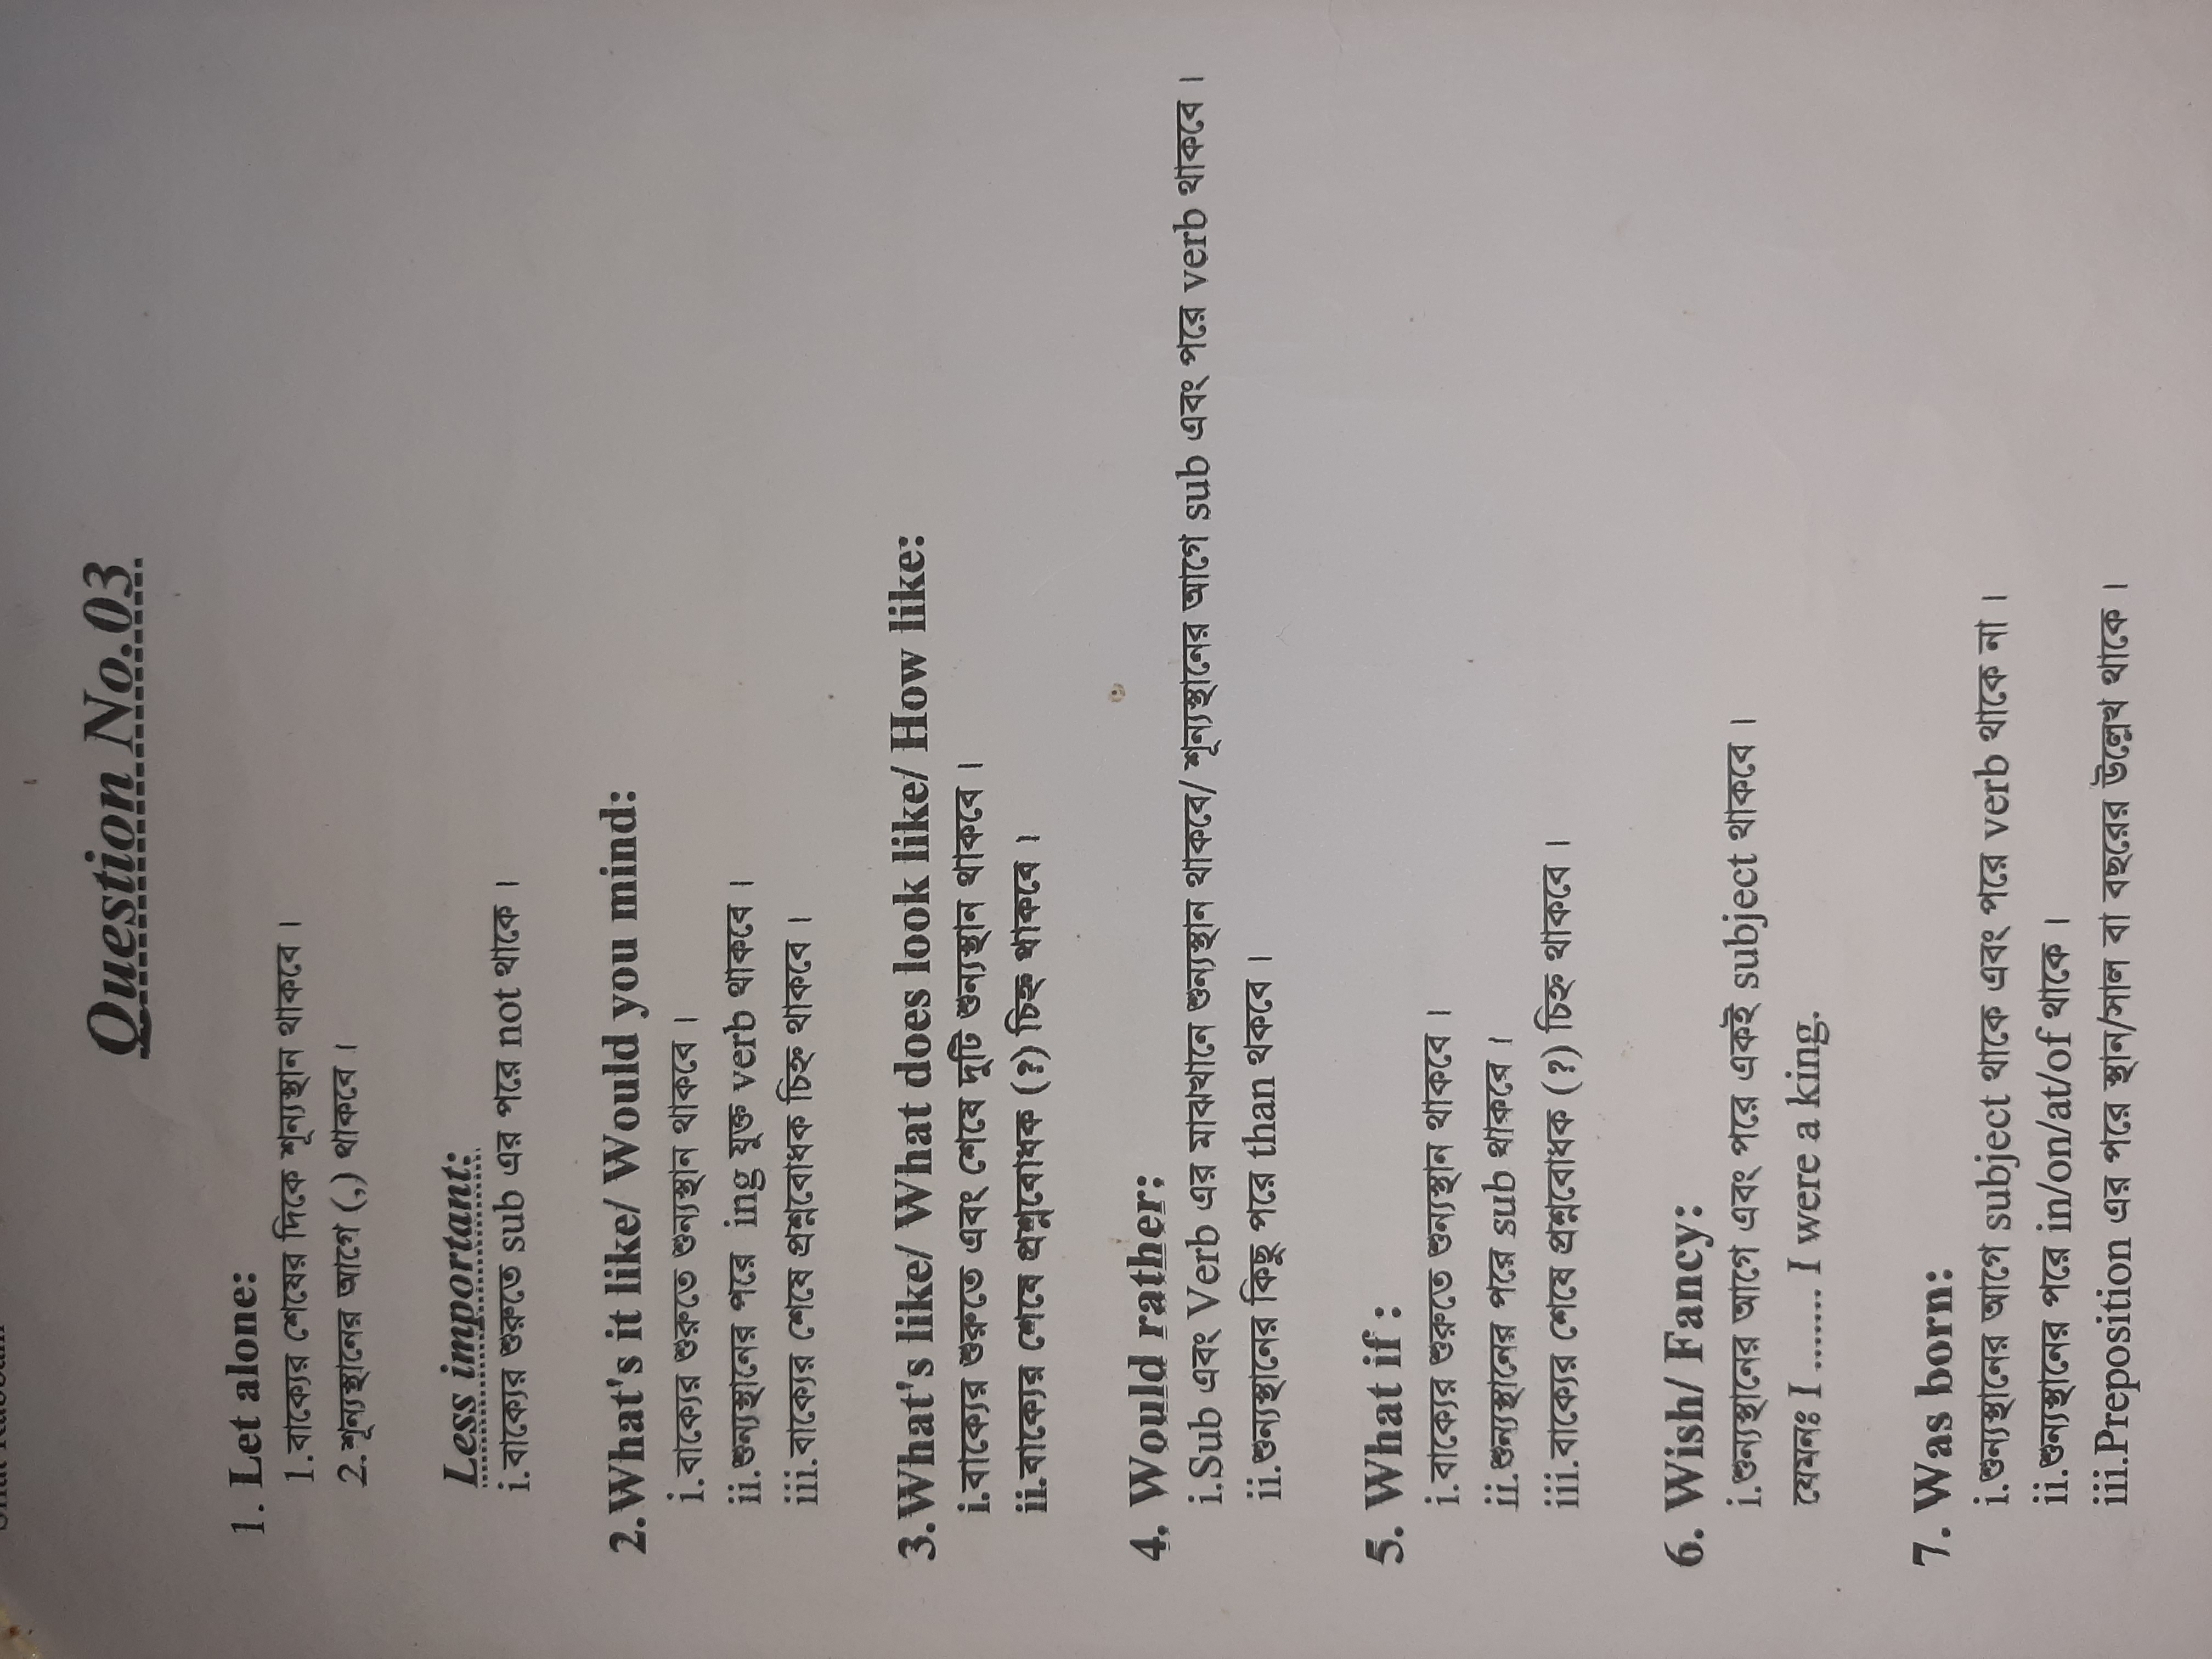 Question No.03
1. Let alone:
1.বাক্যের শেষের দিকে শূন্যস্থান থাকবে।
2.শূন্যস্থানের আগে (,) থাকবে।
Less important:
i.বাক্যের শুরুতে sub এর পরে not থাকে।
2.What's it like/ Would you mind:
i.বাক্যের শুরুতে শুন্যস্থান থাকবে।
ii.শুন্যস্থানের পরে ing যুক্ত verb থাকবে।
iii.বাক্যের শেষে প্রশ্নবোধক চিহ্ন থাকবে।
3.What's like/ What does look like/ How like:
i.বাক্যের শুরুতে এবং শেষে দুটি শুন্যস্থান থাকবে।
ii.বাক্যের শেষে প্রশ্নবোধক (?) চিহ্ন থাকবে।
4. Would rather:
i.Sub এবং Verb এর মাঝখানে শুন্যস্থান থাকবে/ শূন্যস্থানের আগে sub এবং পরে verb থাকবে।
ii.শুন্যস্থানের কিছু পরে than থকবে।
5. What if :
i.বাক্যের শুরুতে শুন্যস্থান থাকবে।
ii.শুন্যস্থানের পরে sub থাকবে।
iii.বাক্যের শেষে প্রশ্নবোধক (?) চিহ্ন থাকবে।
6. Wish/ Fancy:
i.শুন্যস্থানের আগে এবং পরে একই subject থাকবে।
যেমনঃ I ....... I were a king.
7. Was born:
i.শুন্যস্থানের আগে subject থাকে এবং পরে verb থাকে না।
ii.শুন্যস্থানের পরে in/on/at/of থাকে।
iii.Preposition এর পরে স্থান/সাল বা বছরের উল্লেখ থাকে।